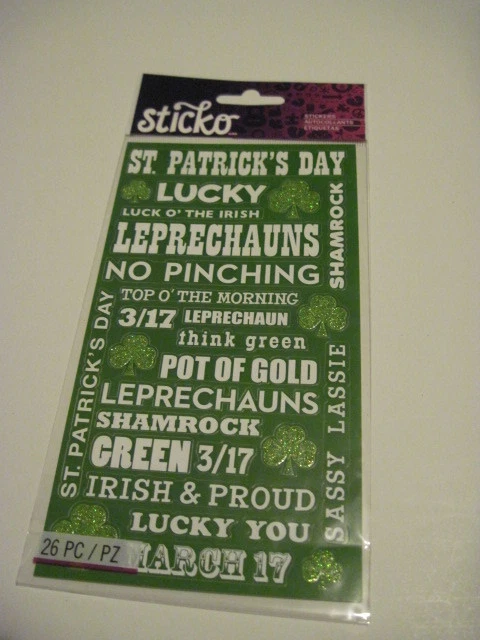 sticko
STICKERS
AUTOCOLLANTS
ETIQUETAS
ST. PATRICK'S DAY
LUCKY
LUCK O' THE IRISH
SHAMROCK
LEPRECHAUNS
NO PINCHING
TOP O' THE MORNING
3/17 LEPRECHAUN
think green
ST. PATRICK'S DAY
POT OF GOLD
LEPRECHAUNS
SASSY LASSIE
SHAMROCK
GREEN 3/17
IRISH & PROUD
LUCKY YOU
26 PC / PZ
MARCH 17